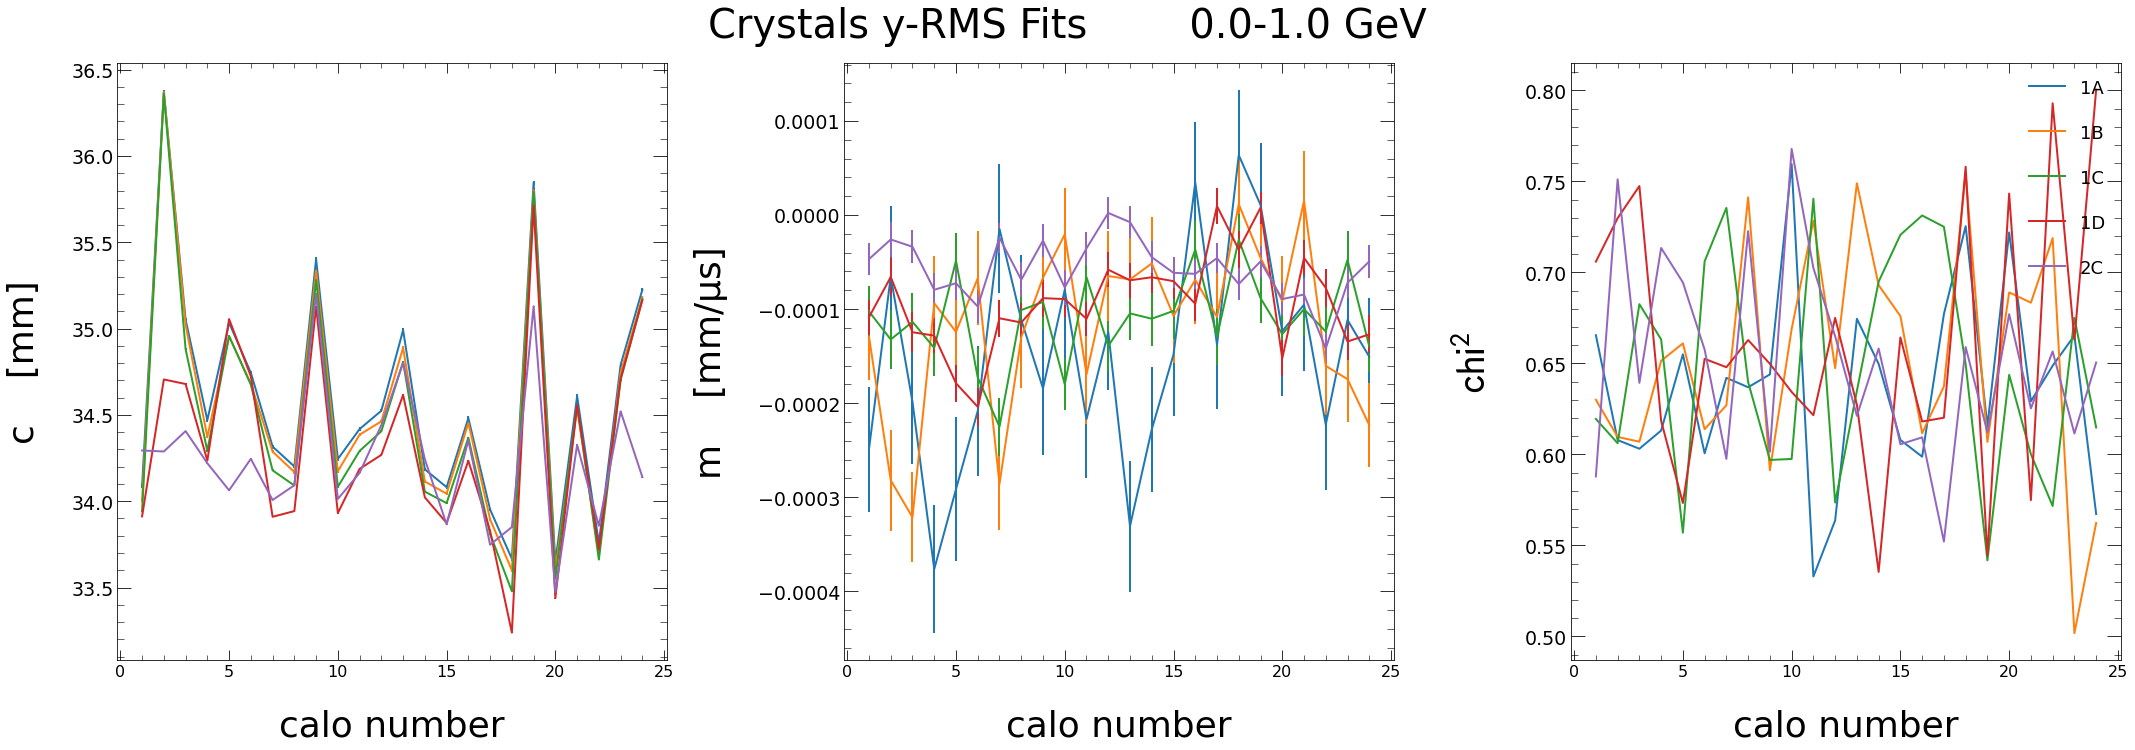 Crystals y-RMS Fits 0.0-1.0 GeV
c [mm]
36.5
36.0
35.5
35.0
34.5
34.0
33.5
0 5 10 15 20 25
calo number
m [mm/μs]
0.0001
0.0000
−0.0001
−0.0002
−0.0003
−0.0004
0 5 10 15 20 25
calo number
chi²
0.80
0.75
0.70
0.65
0.60
0.55
0.50
0 5 10 15 20 25
calo number
1A
1B
1C
1D
2C